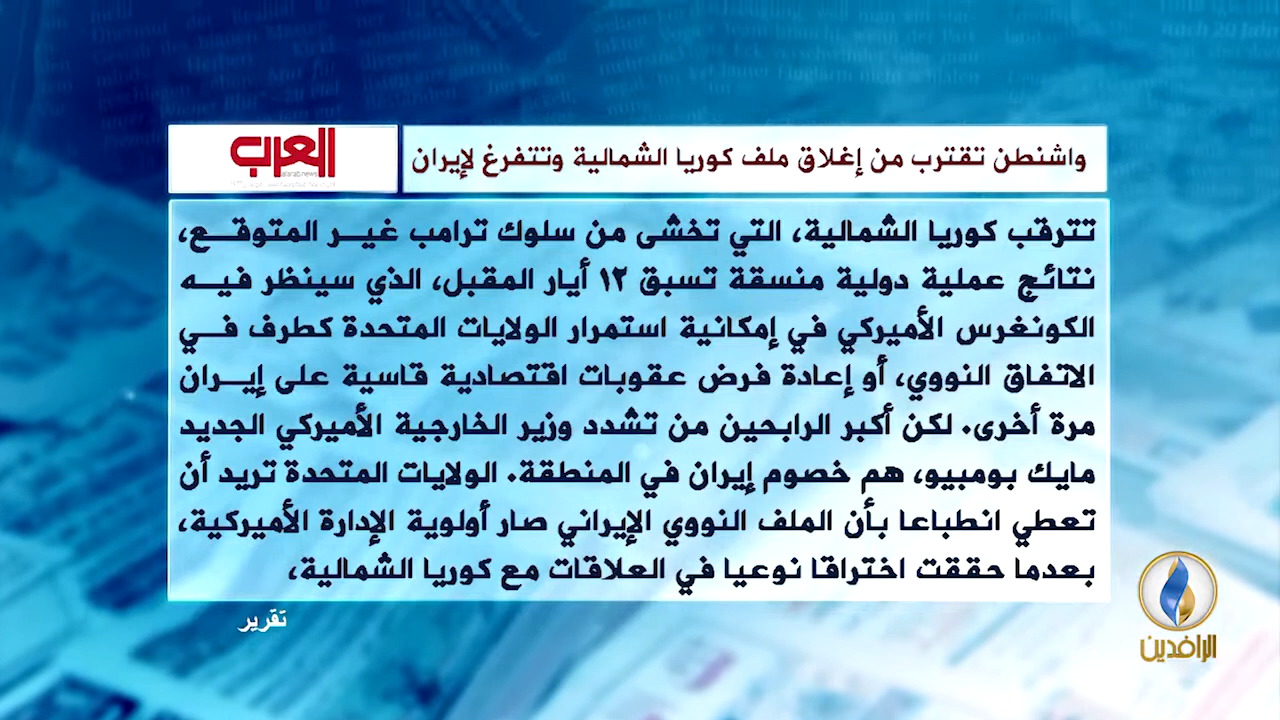 العرب
واشنطن تقترب من إغلاق ملف كوريا الشمالية وتتفرغ لإيران
تترقب كوريا الشمالية، التي تخشى من سلوك ترامب غير المتوقع،
نتائج عملية دولية منسقة تسبق ١٢ أيار المقبل، الذي سينظر فيه
الكونغرس الأميركي في إمكانية استمرار الولايات المتحدة كطرف في
الاتفاق النووي، أو إعادة فرض عقوبات اقتصادية قاسية على إيران
مرة أخرى. لكن أكبر الرابحين من تشدد وزير الخارجية الأميركي الجديد
مايك بومبيو، هم خصوم إيران في المنطقة. الولايات المتحدة تريد أن
تعطي انطباعا بأن الملف النووي الإيراني صار أولوية الإدارة الأميركية،
بعدما حققت اختراقا نوعيا في العلاقات مع كوريا الشمالية،
تقرير
الرافدين